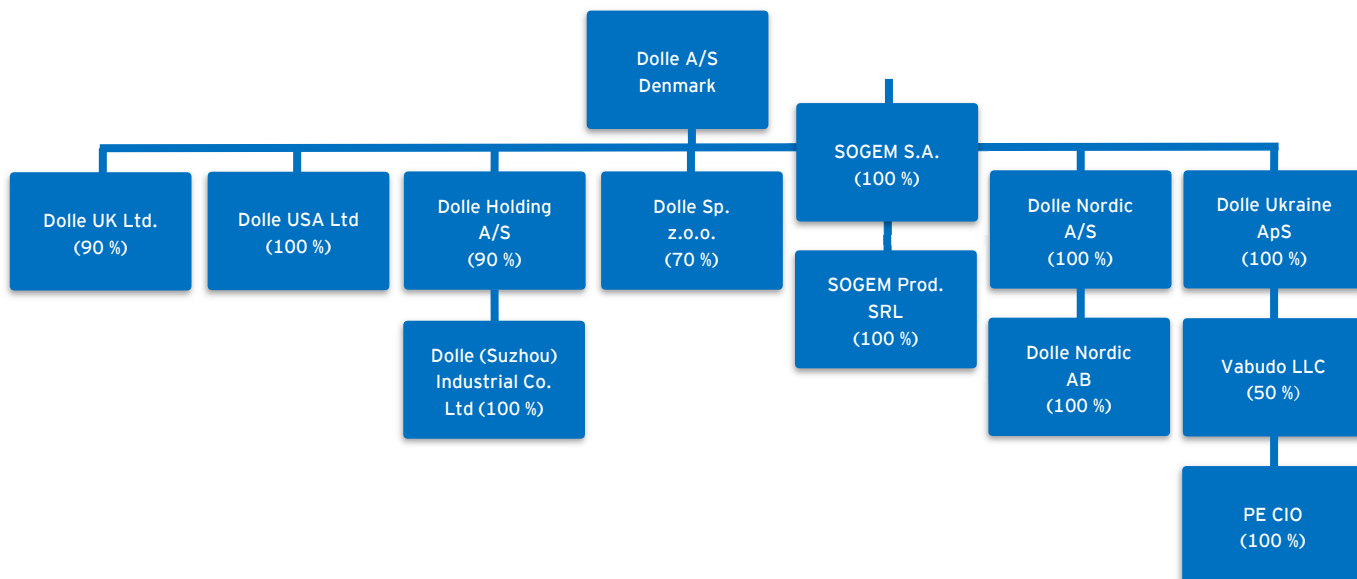 Dolle A/S
Denmark
SOGEM S.A.
(100 %)
Dolle UK Ltd.
(90 %)
Dolle USA Ltd
(100 %)
Dolle Holding
A/S
(90 %)
Dolle Sp.
z.o.o.
(70 %)
Dolle Nordic
A/S
(100 %)
Dolle Ukraine
ApS
(100 %)
SOGEM Prod.
SRL
(100 %)
Dolle (Suzhou)
Industrial Co.
Ltd (100 %)
Dolle Nordic
AB
(100 %)
Vabudo LLC
(50 %)
PE CIO
(100 %)